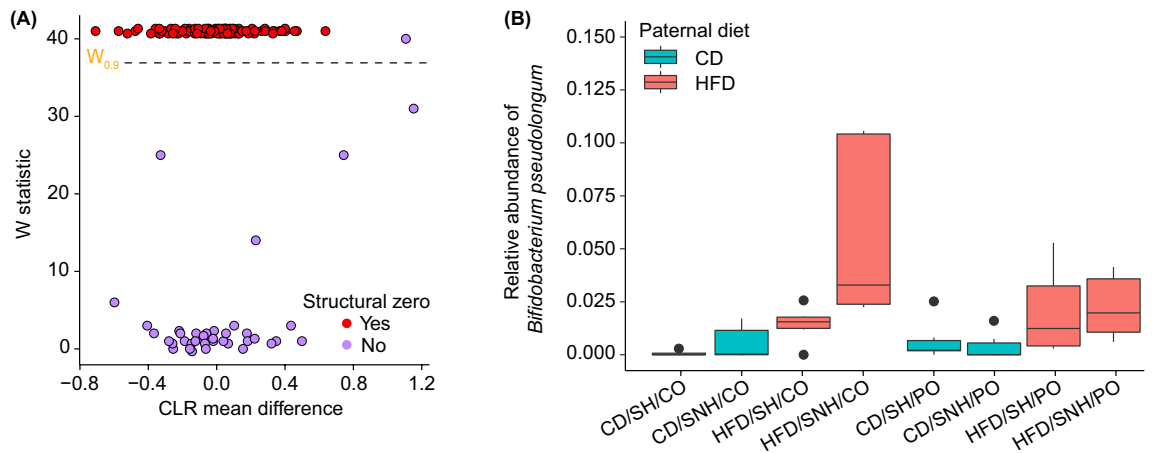 (A)
W statistic
40
30
20
10
0
W0.9
Structural zero
Yes
No
−0.8
−0.4
0.0
0.4
0.8
1.2
CLR mean difference
(B)
Relative abundance of
Bifidobacterium pseudolongum
0.150
0.125
0.100
0.075
0.050
0.025
0.000
Paternal diet
CD
HFD
CD/SH/CO
CD/SNH/CO
HFD/SH/CO
HFD/SNH/CO
CD/SH/PO
CD/SNH/PO
HFD/SH/PO
HFD/SNH/PO